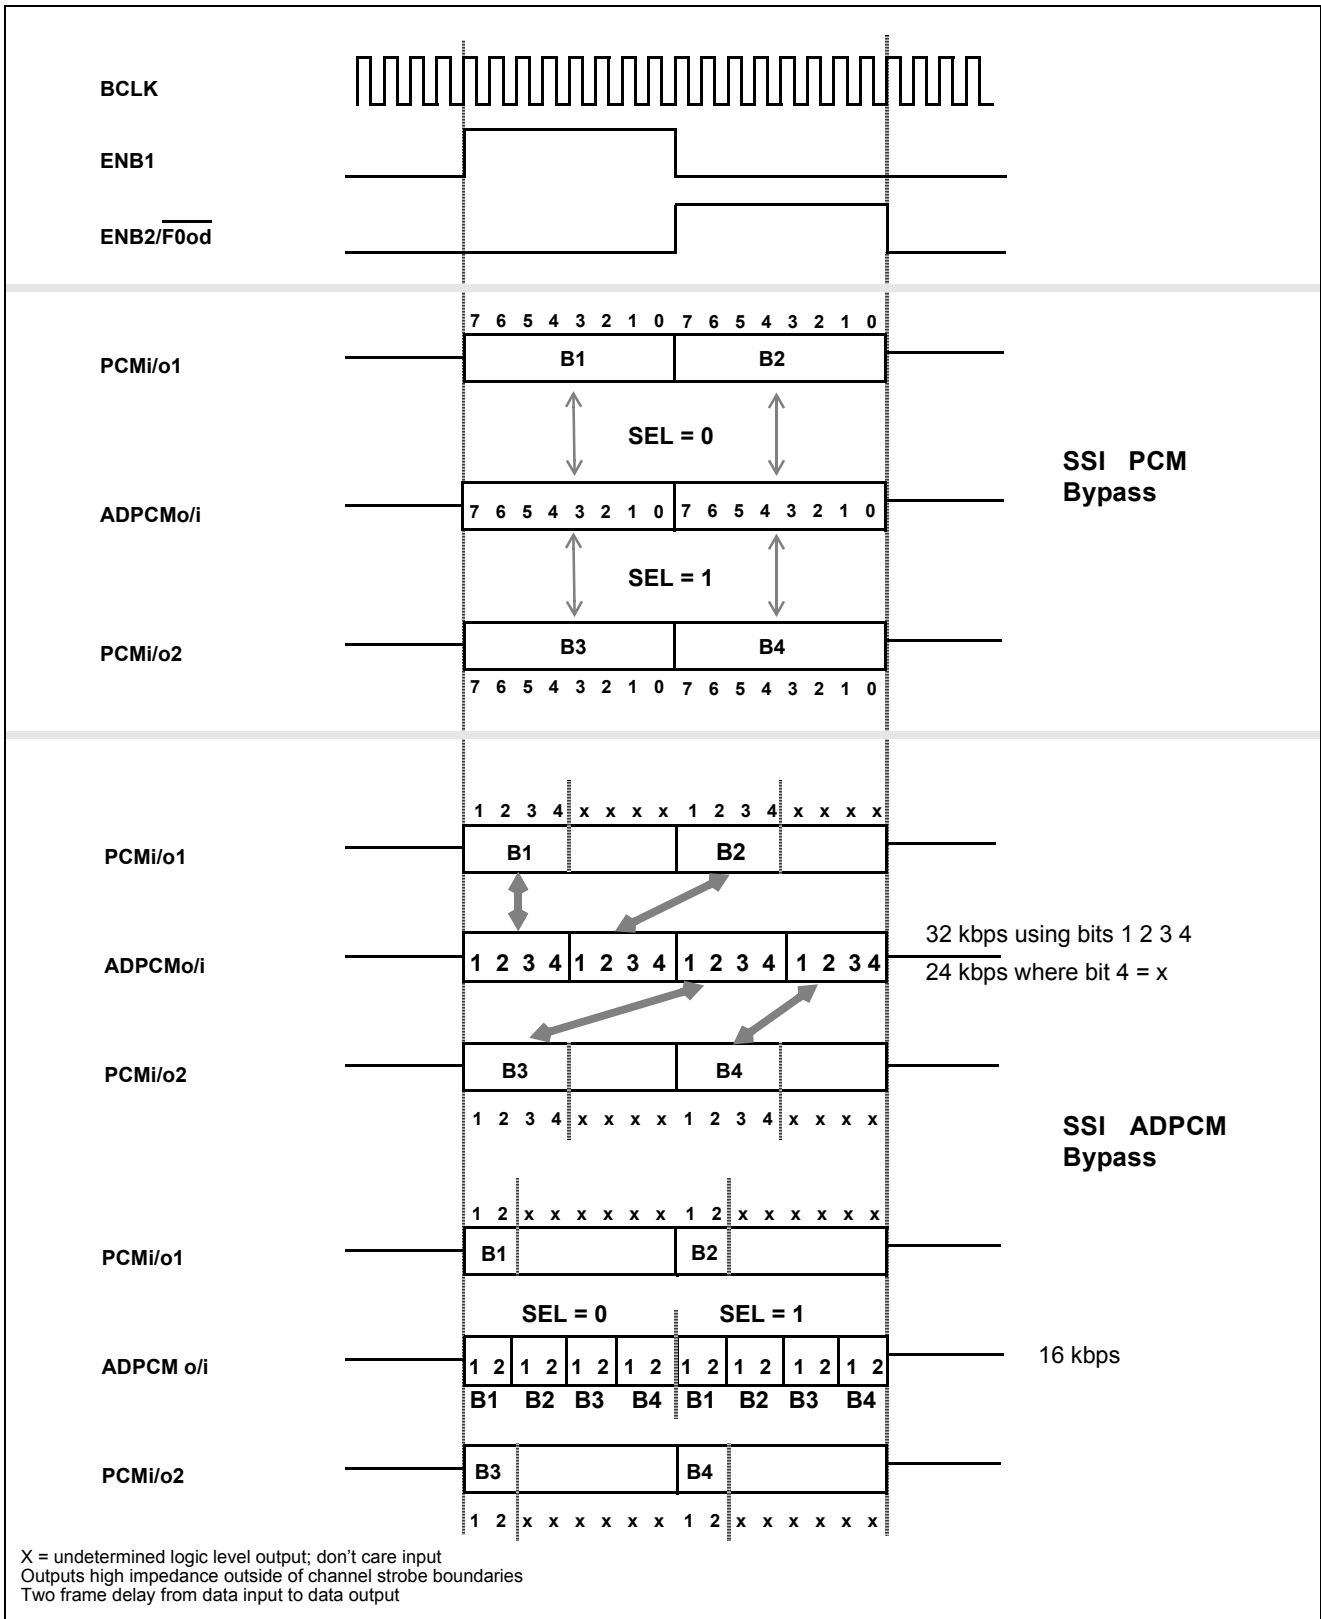 BCLK
ENB1
ENB2/F0od
7 6 5 4 3 2 1 0 7 6 5 4 3 2 1 0
PCMi/o1
B1 B2
SEL = 0
SSI PCM
Bypass
ADPCMo/i
7 6 5 4 3 2 1 0 7 6 5 4 3 2 1 0
SEL = 1
PCMi/o2
B3 B4
7 6 5 4 3 2 1 0 7 6 5 4 3 2 1 0
1 2 3 4 x x x x 1 2 3 4 x x x x
PCMi/o1
B1 B2
ADPCMo/i
1 2 3 4 1 2 3 4 1 2 3 4 1 2 3 4
32 kbps using bits 1 2 3 4
24 kbps where bit 4 = x
PCMi/o2
B3 B4
1 2 3 4 x x x x 1 2 3 4 x x x x
SSI ADPCM
Bypass
1 2 x x x x x x 1 2 x x x x x x
PCMi/o1
B1 B2
SEL = 0 SEL = 1
ADPCM o/i
1 2 1 2 1 2 1 2 1 2 1 2 1 2 1 2
16 kbps
B1 B2 B3 B4 B1 B2 B3 B4
PCMi/o2
B3 B4
1 2 x x x x x x 1 2 x x x x x x
X = undetermined logic level output; don't care input
Outputs high impedance outside of channel strobe boundaries
Two frame delay from data input to data output